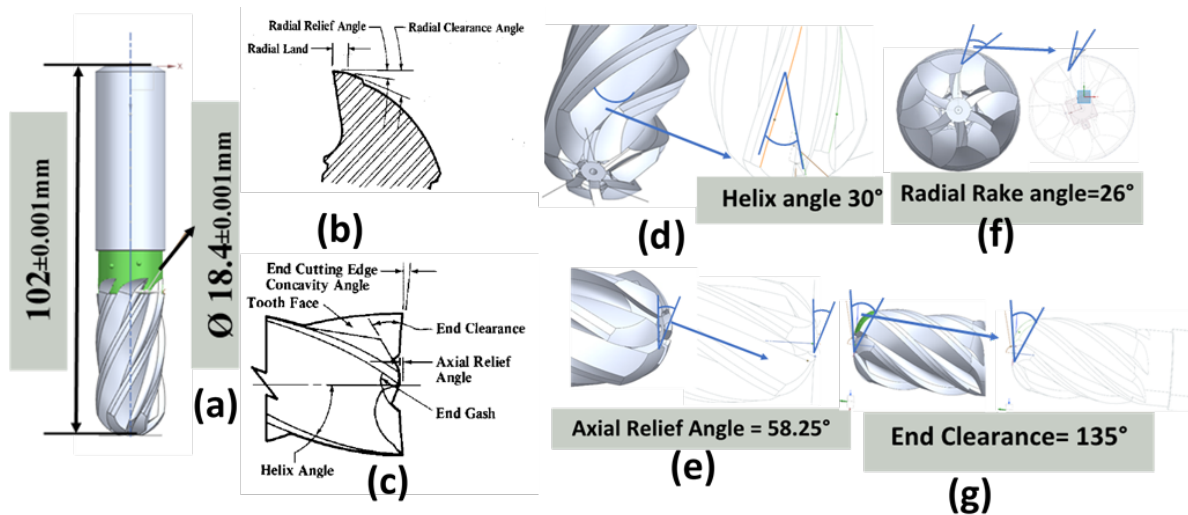 102±0.001mm
X
Ø 18.4±0.001mm
(a)
Radial Relief Angle
Radial Clearance Angle
Radial Land
(b)
End Cutting Edge
Concavity Angle
Tooth Face
End Clearance
Axial Relief
Angle
End Gash
Helix Angle
(c)
Helix angle 30°
(d)
Axial Relief Angle = 58.25°
(e)
Radial Rake angle=26°
(f)
End Clearance= 135°
(g)